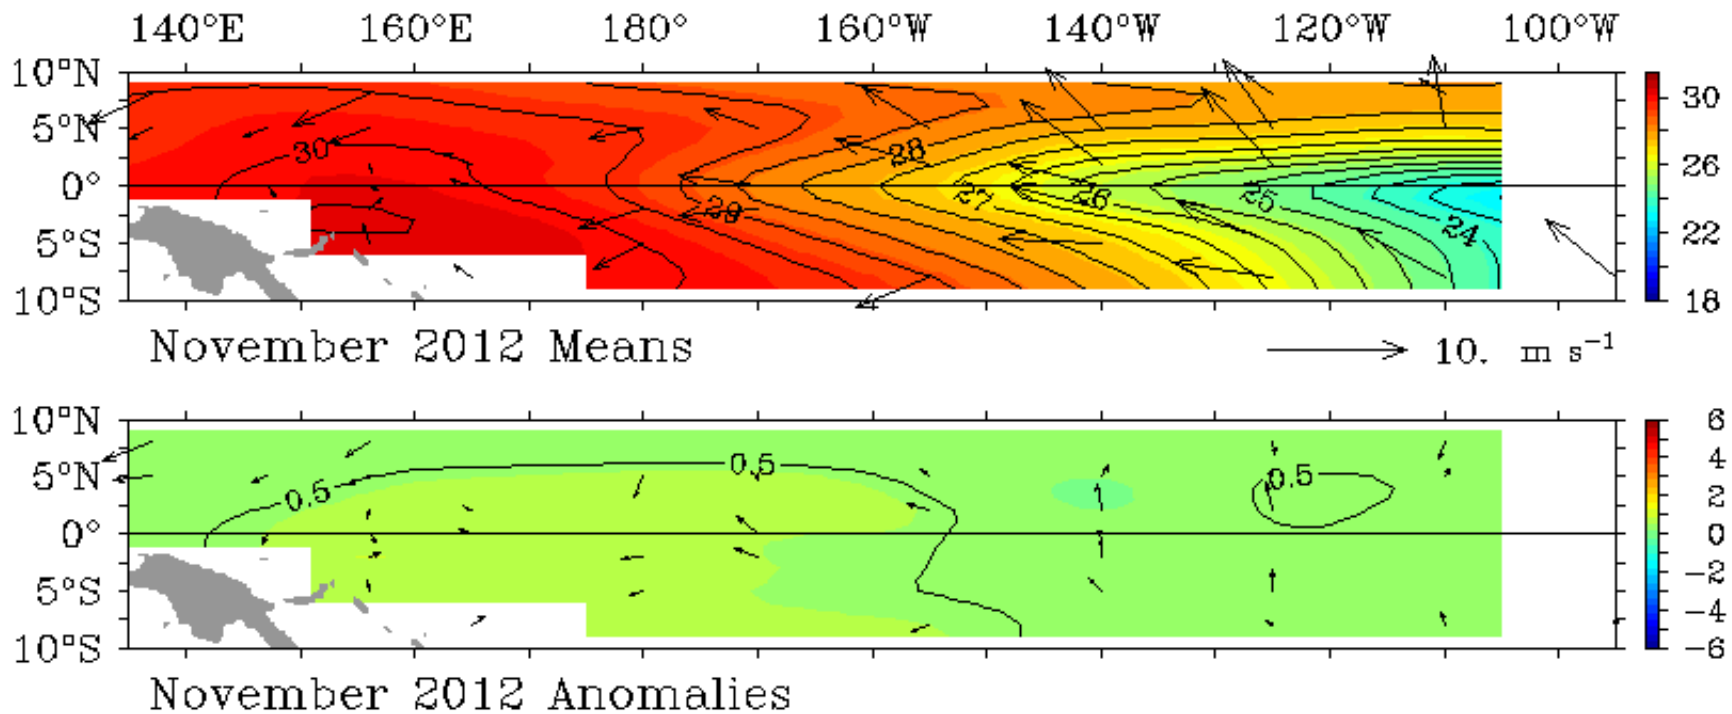 140°E 160°E 180° 160°W 140°W 120°W 100°W
10°N
5°N
0°
5°S
10°S
30
29
28
27
26
25
24
30
26
22
18
November 2012 Means
10. m s⁻¹
10°N
5°N
0°
5°S
10°S
0.5
0.5
0.5
6
4
2
0
−2
−4
−6
November 2012 Anomalies